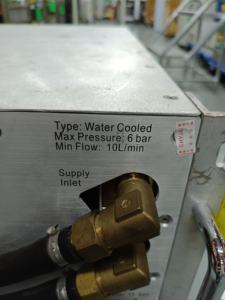 Type: Water Cooled
Max Pressure: 6 bar
Min Flow: 10L/min
Supply
Inlet